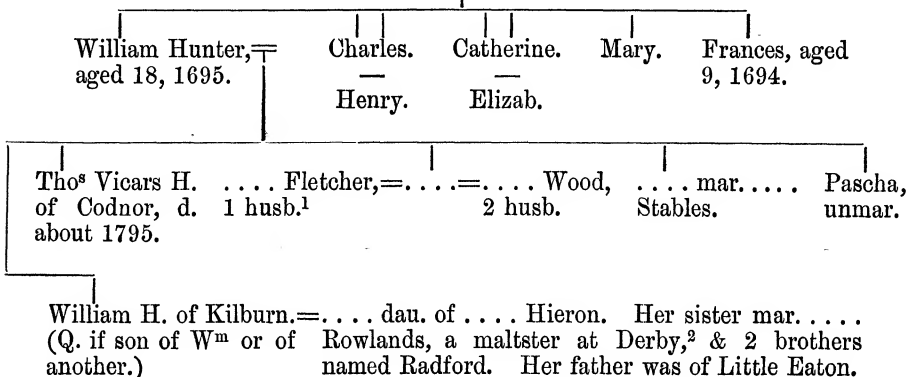 William Hunter,= Charles. Catherine. Mary. Frances, aged
aged 18, 1695. — — 9, 1694.
Henry. Elizab.
Thoˢ Vicars H. .... Fletcher,=....=.... Wood, .... mar..... Pascha,
of Codnor, d. 1 husb.¹ 2 husb. Stables. unmar.
about 1795.
William H. of Kilburn.=.... dau. of .... Hieron. Her sister mar.....
(Q. if son of Wᵐ or of Rowlands, a maltster at Derby,² & 2 brothers
another.) named Radford. Her father was of Little Eaton.